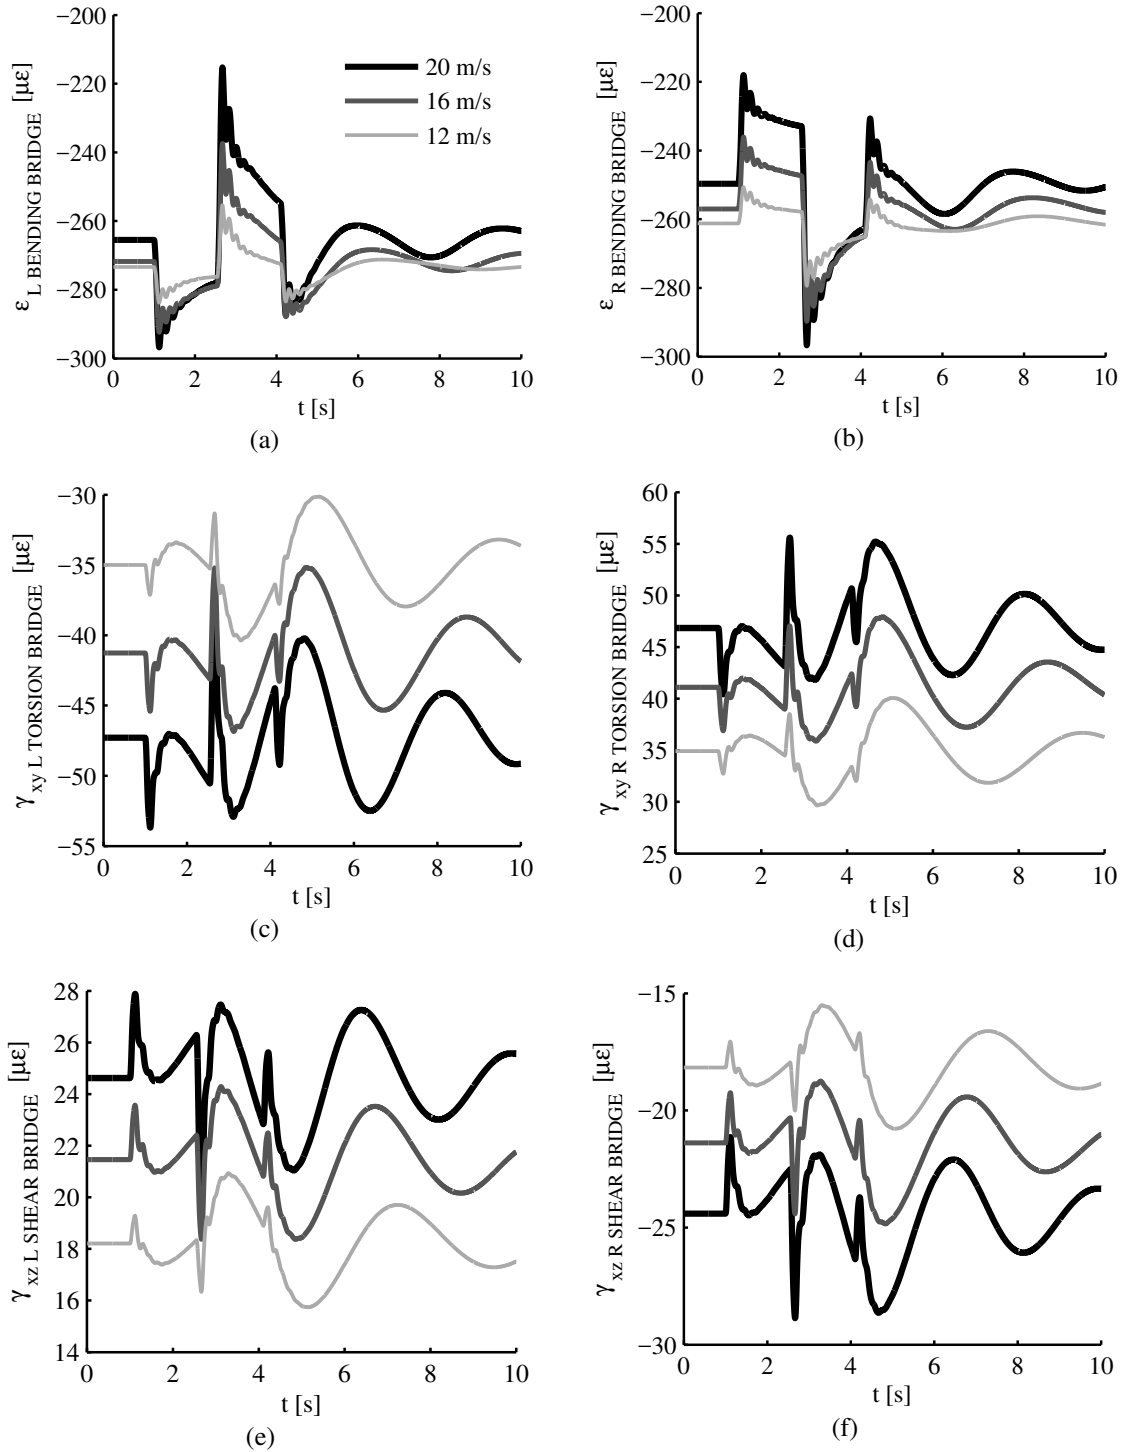 ε L BENDING BRIDGE [με]
−200
−220
−240
−260
−280
−300
0 2 4 6 8 10
t [s]
20 m/s
16 m/s
12 m/s
(a)
ε R BENDING BRIDGE [με]
−200
−220
−240
−260
−280
−300
0 2 4 6 8 10
t [s]
(b)
γ xy L TORSION BRIDGE [με]
−30
−35
−40
−45
−50
−55
0 2 4 6 8 10
t [s]
(c)
γ xy R TORSION BRIDGE [με]
60
55
50
45
40
35
30
25
0 2 4 6 8 10
t [s]
(d)
γ xz L SHEAR BRIDGE [με]
28
26
24
22
20
18
16
14
0 2 4 6 8 10
t [s]
(e)
γ xz R SHEAR BRIDGE [με]
−15
−20
−25
−30
0 2 4 6 8 10
t [s]
(f)